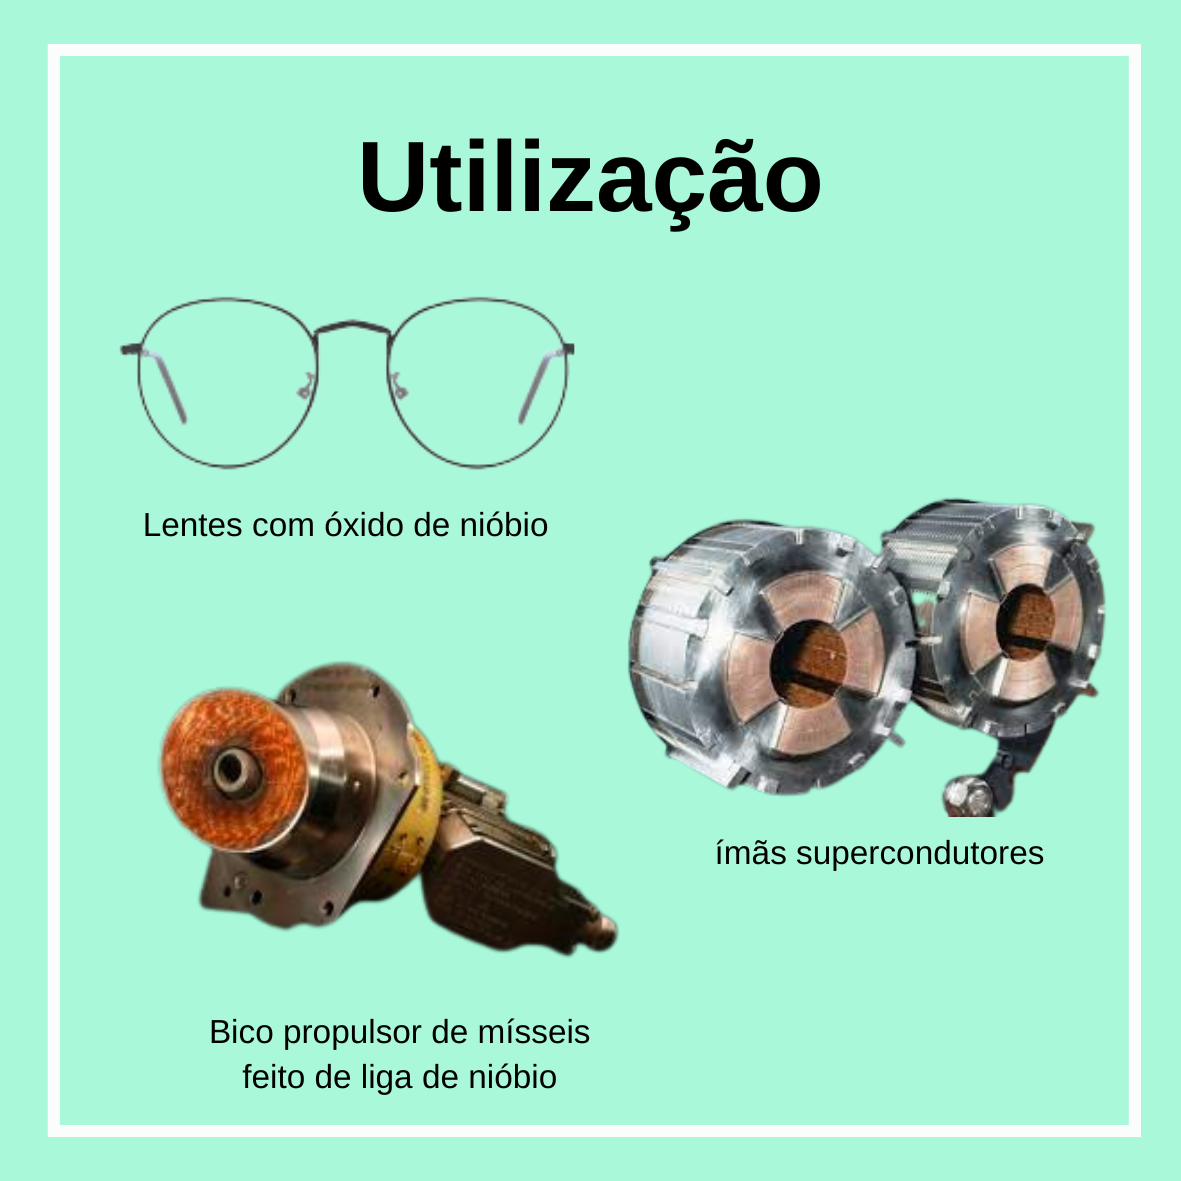 Utilização
Lentes com óxido de nióbio
ímãs supercondutores
Bico propulsor de mísseis
feito de liga de nióbio